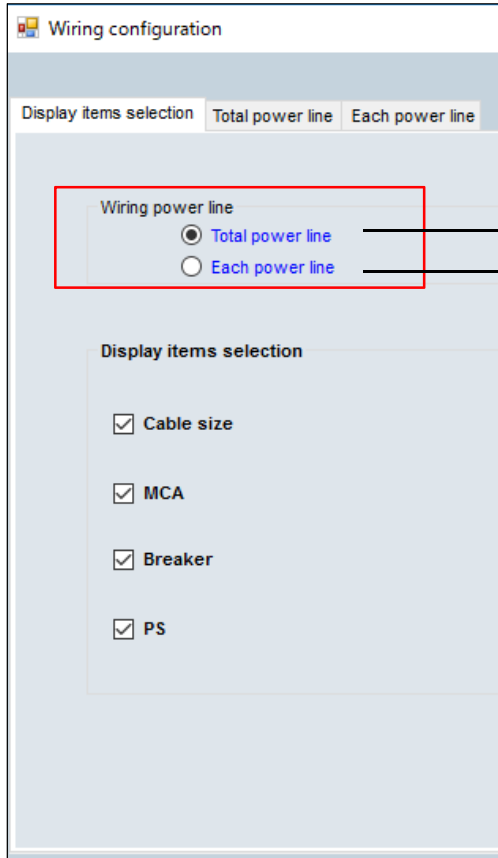 Wiring configuration
Display items selection Total power line Each power line
Wiring power line
Total power line
Each power line
Display items selection
Cable size
MCA
Breaker
PS